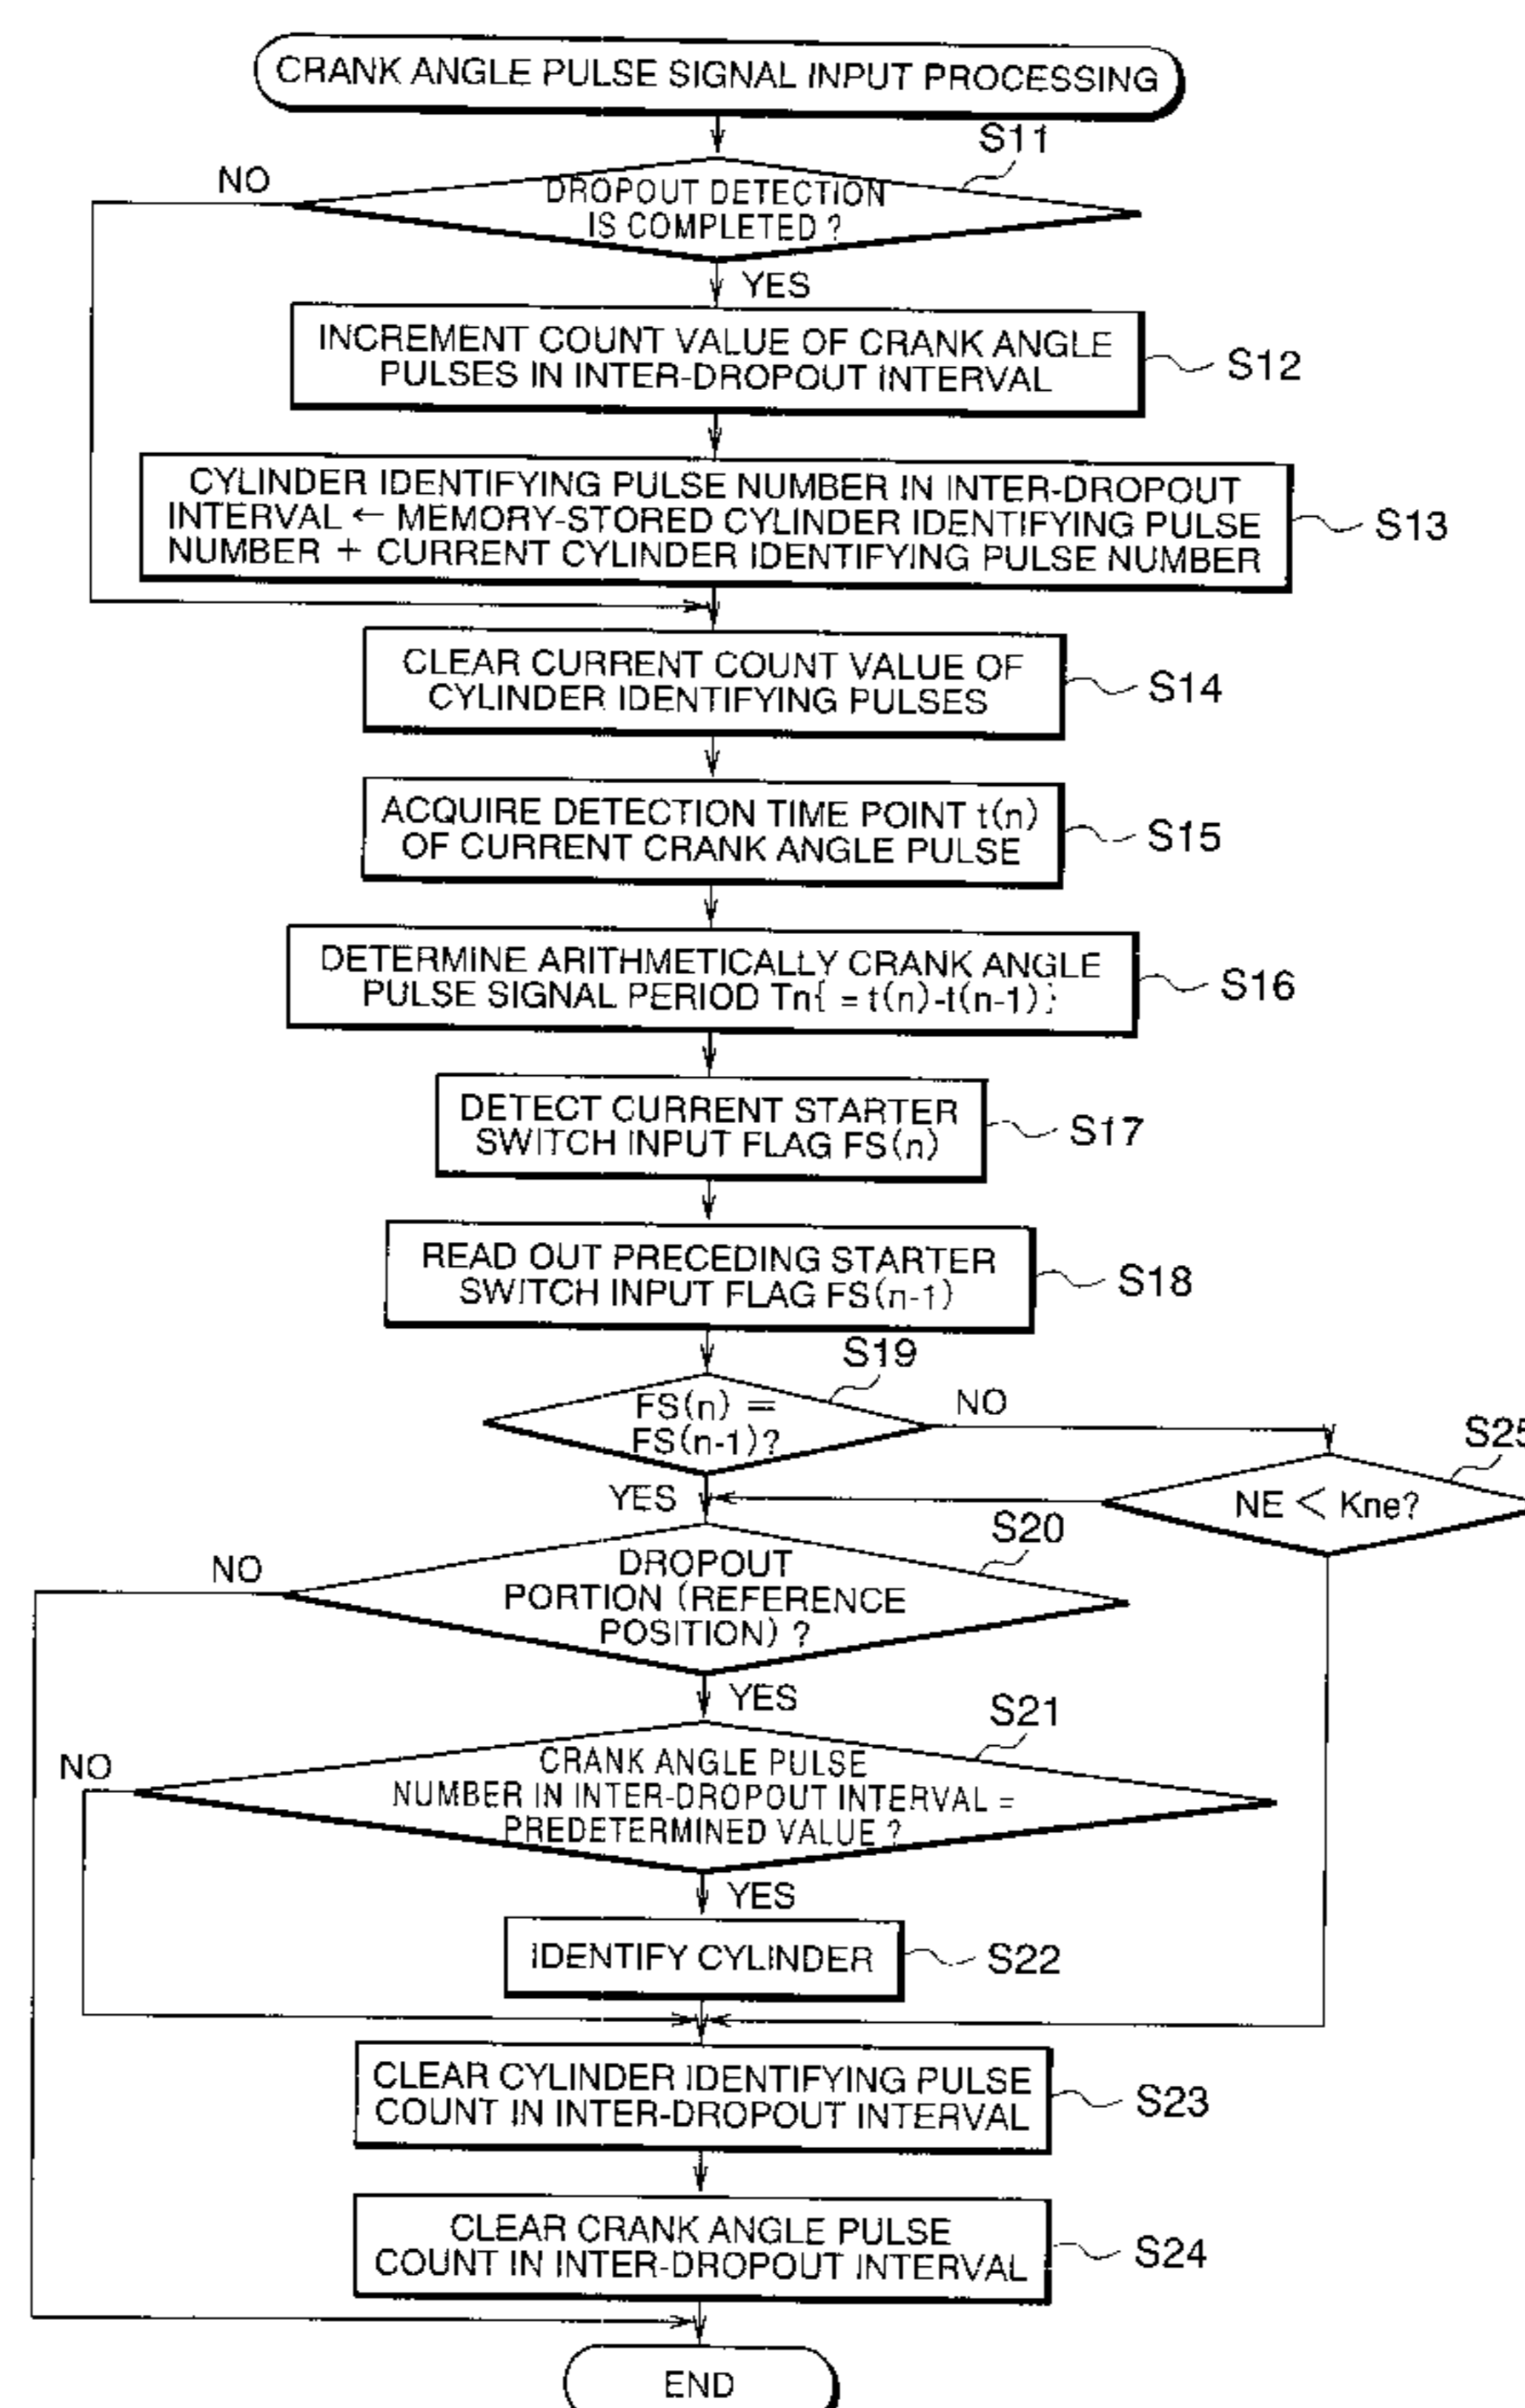 CRANK ANGLE PULSE SIGNAL INPUT PROCESSING
S11
NO
DROPOUT DETECTION
IS COMPLETED ?
YES
INCREMENT COUNT VALUE OF CRANK ANGLE
PULSES IN INTER-DROPOUT INTERVAL
S12
CYLINDER IDENTIFYING PULSE NUMBER IN INTER-DROPOUT
INTERVAL ← MEMORY-STORED CYLINDER IDENTIFYING PULSE
NUMBER + CURRENT CYLINDER IDENTIFYING PULSE NUMBER
S13
CLEAR CURRENT COUNT VALUE OF
CYLINDER IDENTIFYING PULSES
S14
ACQUIRE DETECTION TIME POINT t(n)
OF CURRENT CRANK ANGLE PULSE
S15
DETERMINE ARITHMETICALLY CRANK ANGLE
PULSE SIGNAL PERIOD Tn{ = t(n)-t(n-1)}
S16
DETECT CURRENT STARTER
SWITCH INPUT FLAG FS(n)
S17
READ OUT PRECEDING STARTER
SWITCH INPUT FLAG FS(n-1)
S18
S19
FS(n) =
FS(n-1)?
NO
S25
YES
NE < Kne?
S20
NO
DROPOUT
PORTION (REFERENCE
POSITION) ?
YES
S21
NO
CRANK ANGLE PULSE
NUMBER IN INTER-DROPOUT INTERVAL =
PREDETERMINED VALUE ?
YES
IDENTIFY CYLINDER
S22
CLEAR CYLINDER IDENTIFYING PULSE
COUNT IN INTER-DROPOUT INTERVAL
S23
CLEAR CRANK ANGLE PULSE
COUNT IN INTER-DROPOUT INTERVAL
S24
END